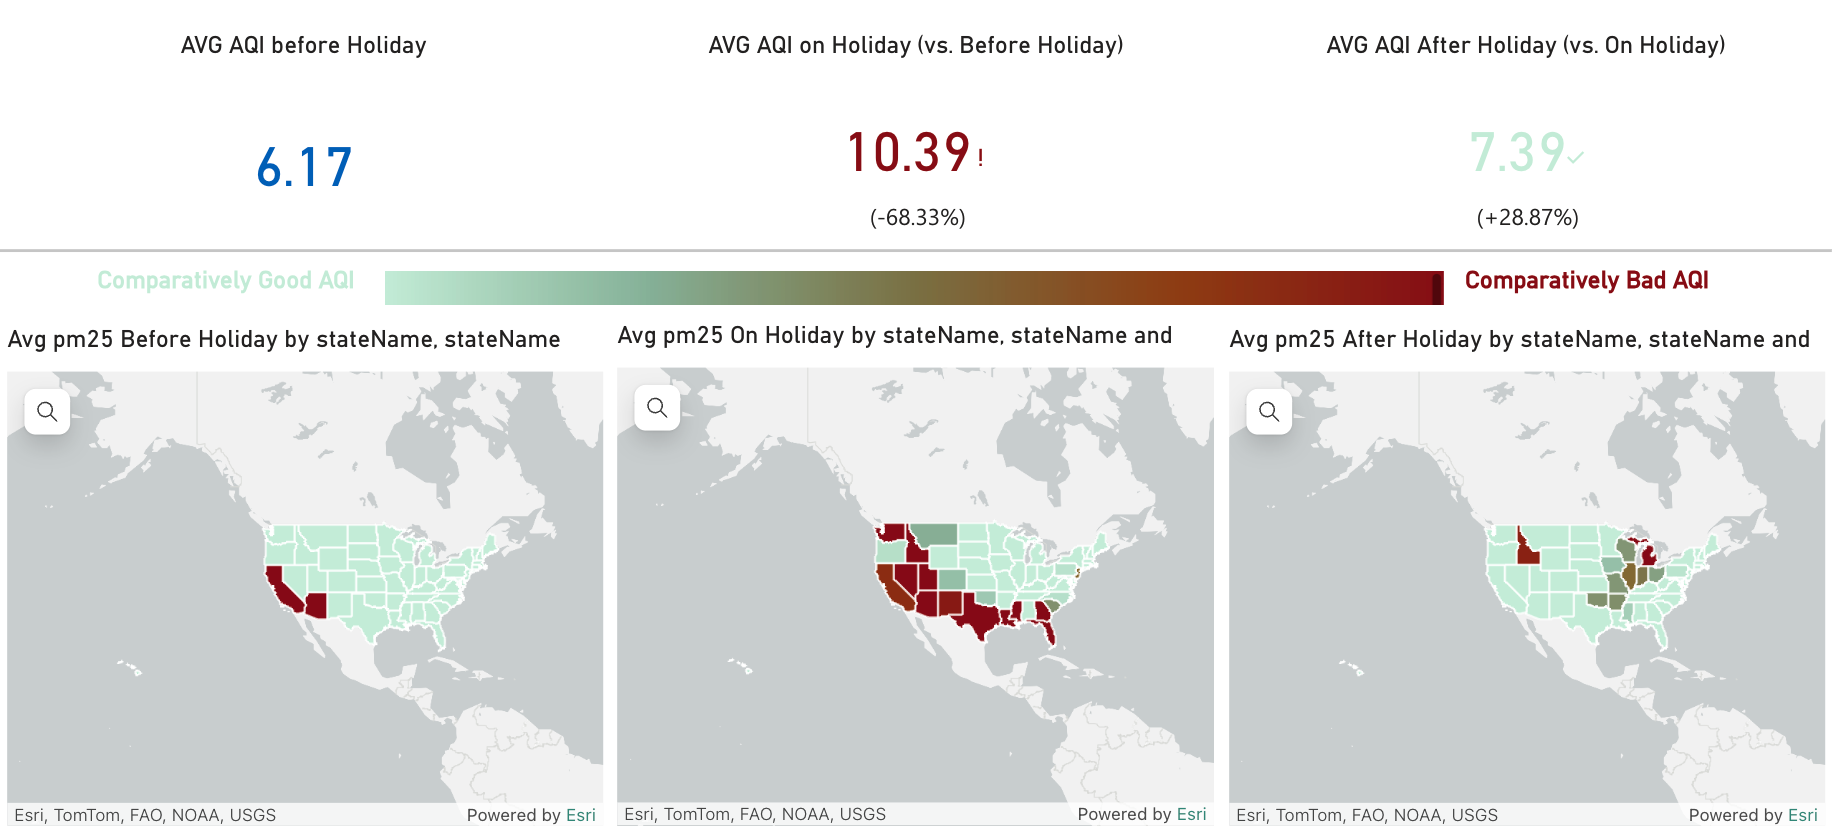 AVG AQI before Holiday
AVG AQI on Holiday (vs. Before Holiday)
AVG AQI After Holiday (vs. On Holiday)
6.17
10.39 !
7.39✓
(-68.33%)
(+28.87%)
Comparatively Good AQI
Comparatively Bad AQI
Avg pm25 Before Holiday by stateName, stateName
Avg pm25 On Holiday by stateName, stateName and
Avg pm25 After Holiday by stateName, stateName and
Esri, TomTom, FAO, NOAA, USGS
Powered by Esri
Esri, TomTom, FAO, NOAA, USGS
Powered by Esri
Esri, TomTom, FAO, NOAA, USGS
Powered by Esri